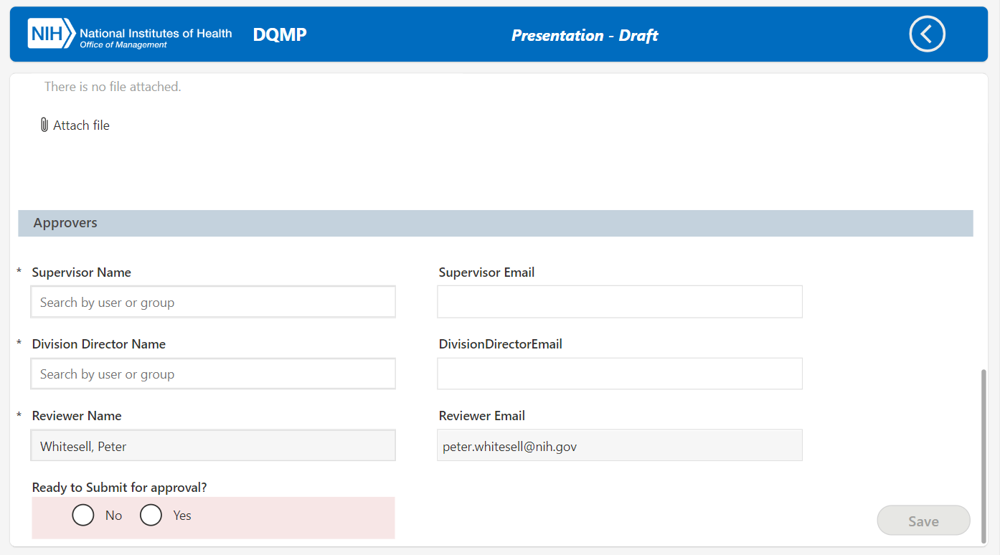 NIH National Institutes of Health
Office of Management
DQMP
Presentation - Draft
There is no file attached.
Attach file
Approvers
* Supervisor Name
Supervisor Email
Search by user or group
* Division Director Name
DivisionDirectorEmail
Search by user or group
* Reviewer Name
Reviewer Email
Whitesell, Peter
peter.whitesell@nih.gov
Ready to Submit for approval?
No Yes
Save